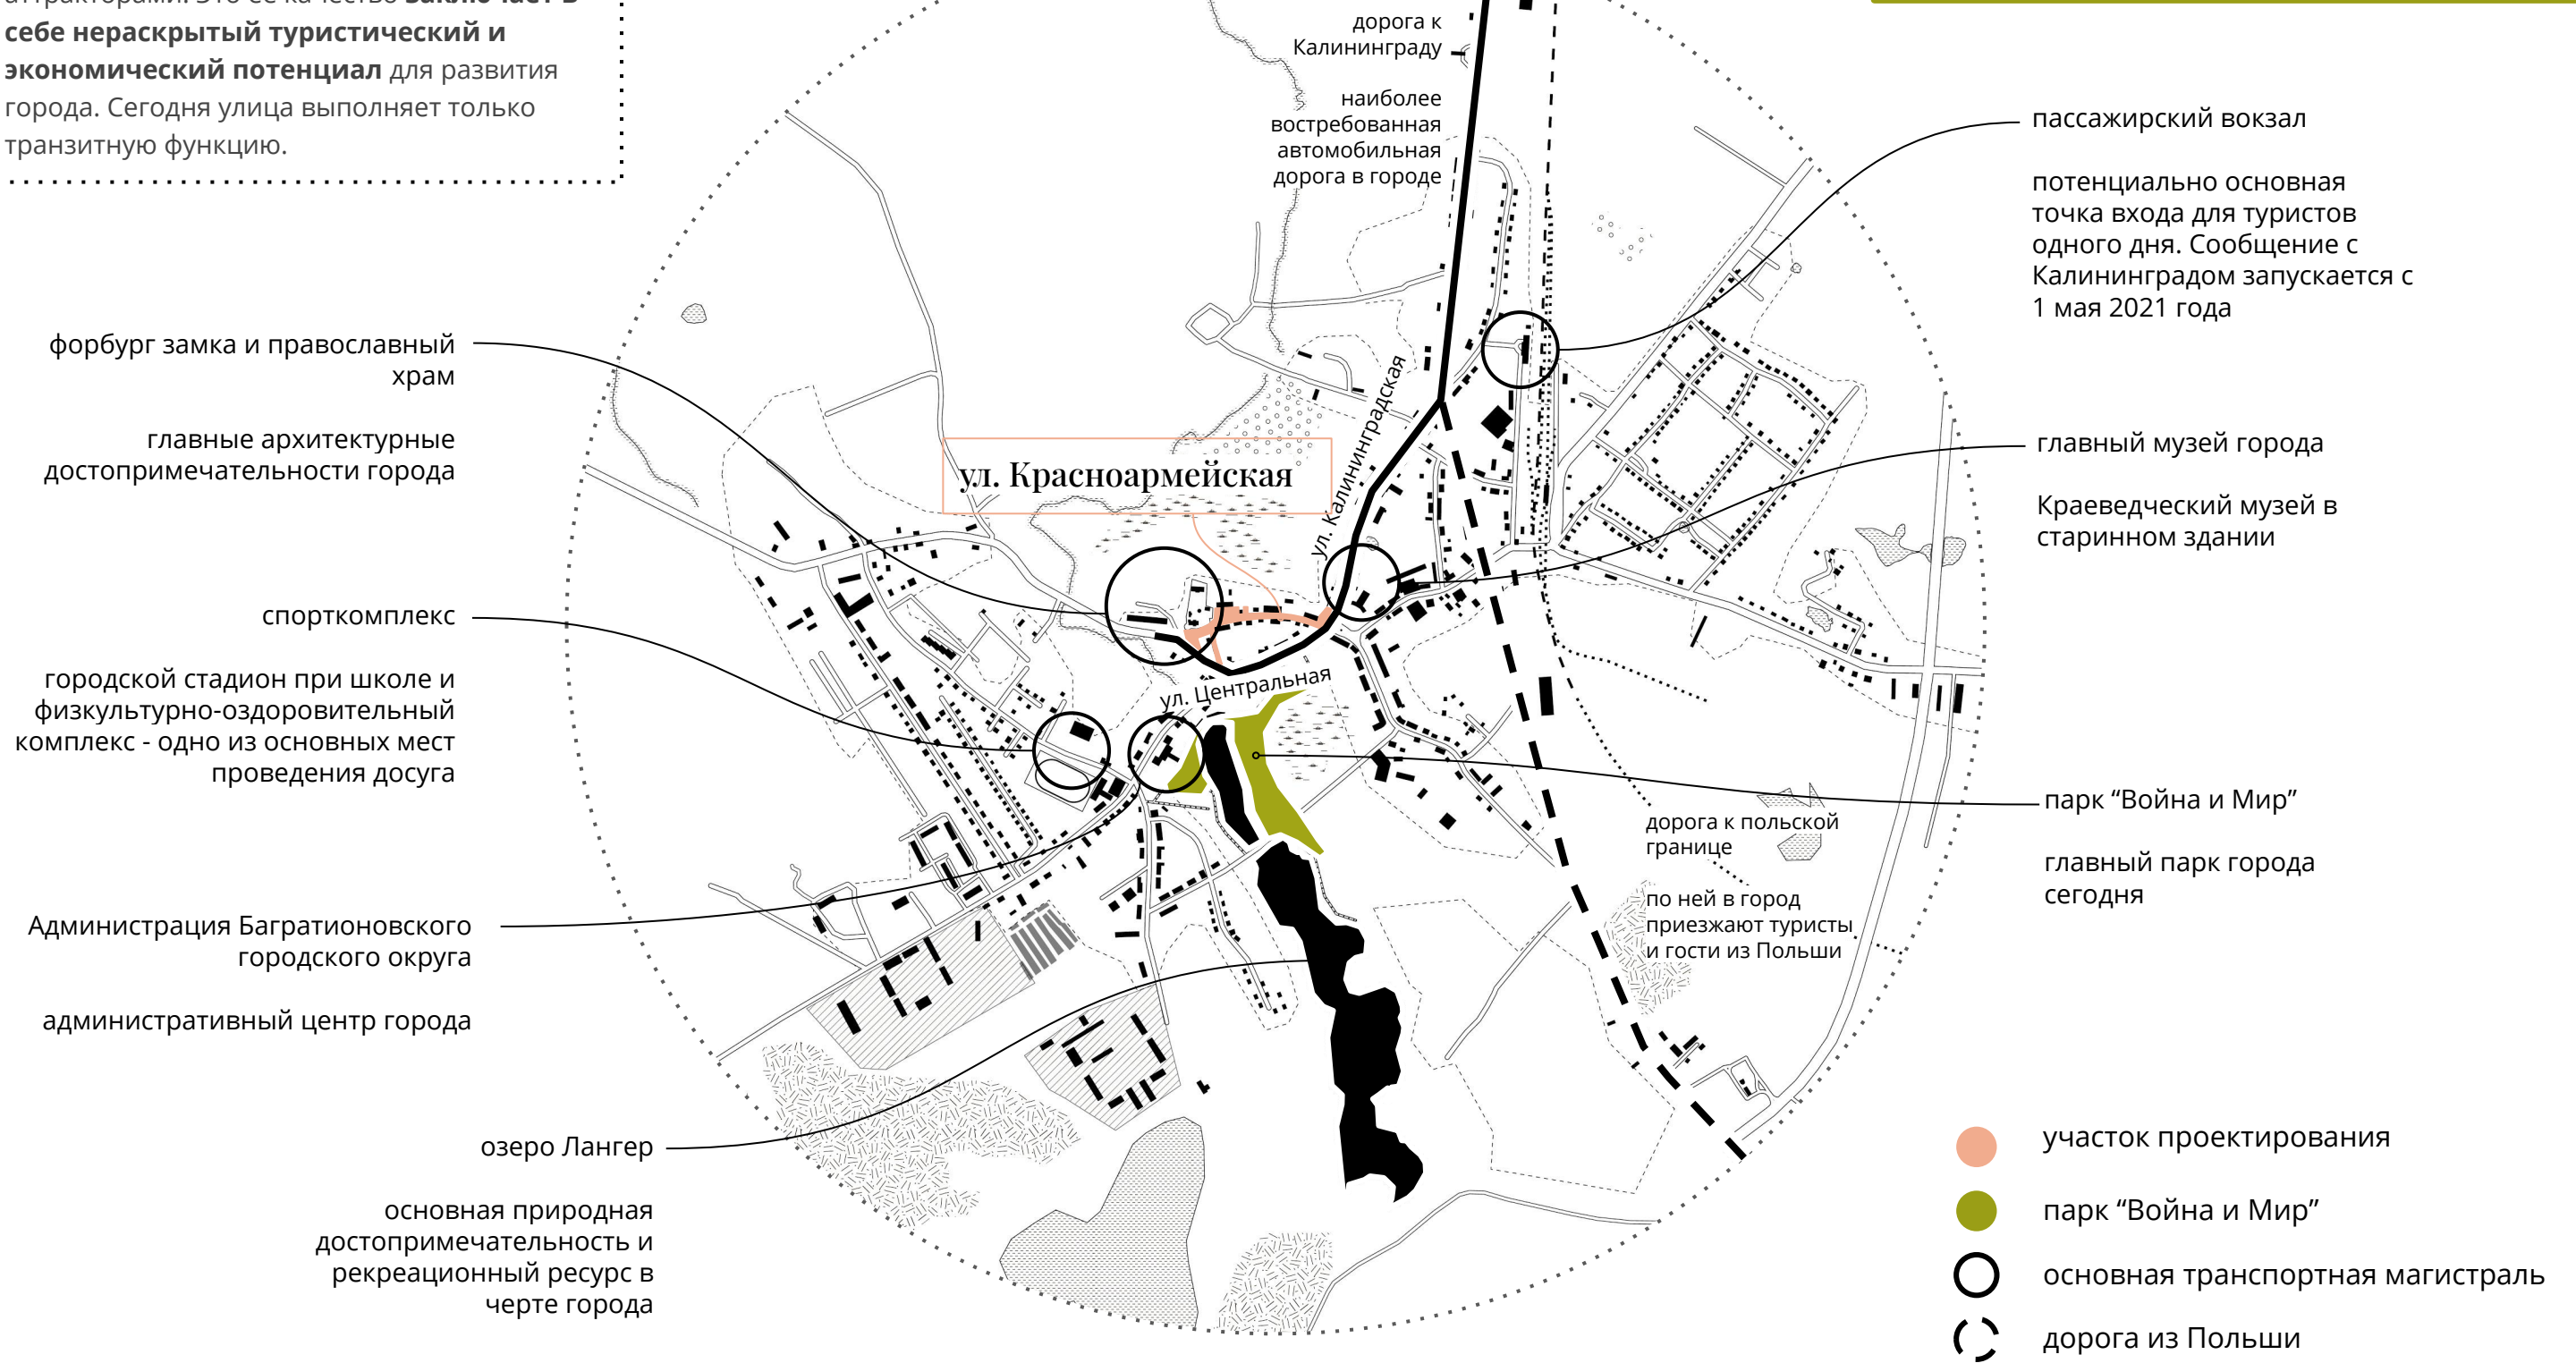 аттракторами. Это её качество заключает в
себе нераскрытый туристический и
экономический потенциал для развития
города. Сегодня улица выполняет только
транзитную функцию.
дорога к
Калининграду
наиболее
востребованная
автомобильная
дорога в городе
пассажирский вокзал
потенциально основная
точка входа для туристов
одного дня. Сообщение с
Калининградом запускается с
1 мая 2021 года
форбург замка и православный
храм
главные архитектурные
достопримечательности города
ул. Красноармейская
ул. Калининградская
главный музей города
Краеведческий музей в
старинном здании
спорткомплекс
городской стадион при школе и
физкультурно-оздоровительный
комплекс - одно из основных мест
проведения досуга
ул. Центральная
парк “Война и Мир”
главный парк города
сегодня
дорога к польской
границе
по ней в город
приезжают туристы
и гости из Польши
Администрация Багратионовского
городского округа
административный центр города
озеро Лангер
основная природная
достопримечательность и
рекреационный ресурс в
черте города
участок проектирования
парк “Война и Мир”
основная транспортная магистраль
дорога из Польши